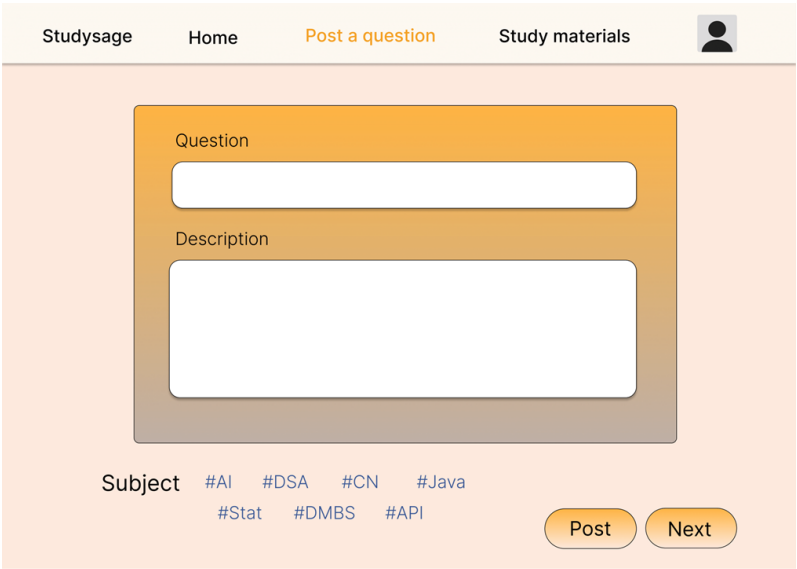 Studysage Home Post a question Study materials
Question
Description
Subject #AI #DSA #CN #Java
#Stat #DMBS #API
Post Next